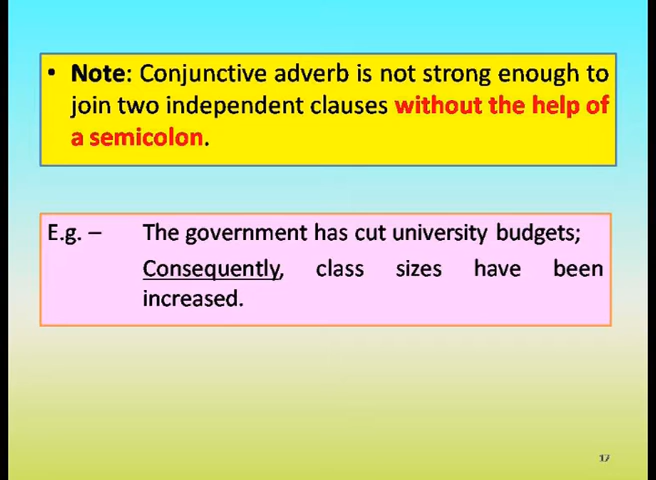 • Note: Conjunctive adverb is not strong enough to
join two independent clauses without the help of
a semicolon.
E.g. – The government has cut university budgets;
Consequently, class sizes have been
increased.
17